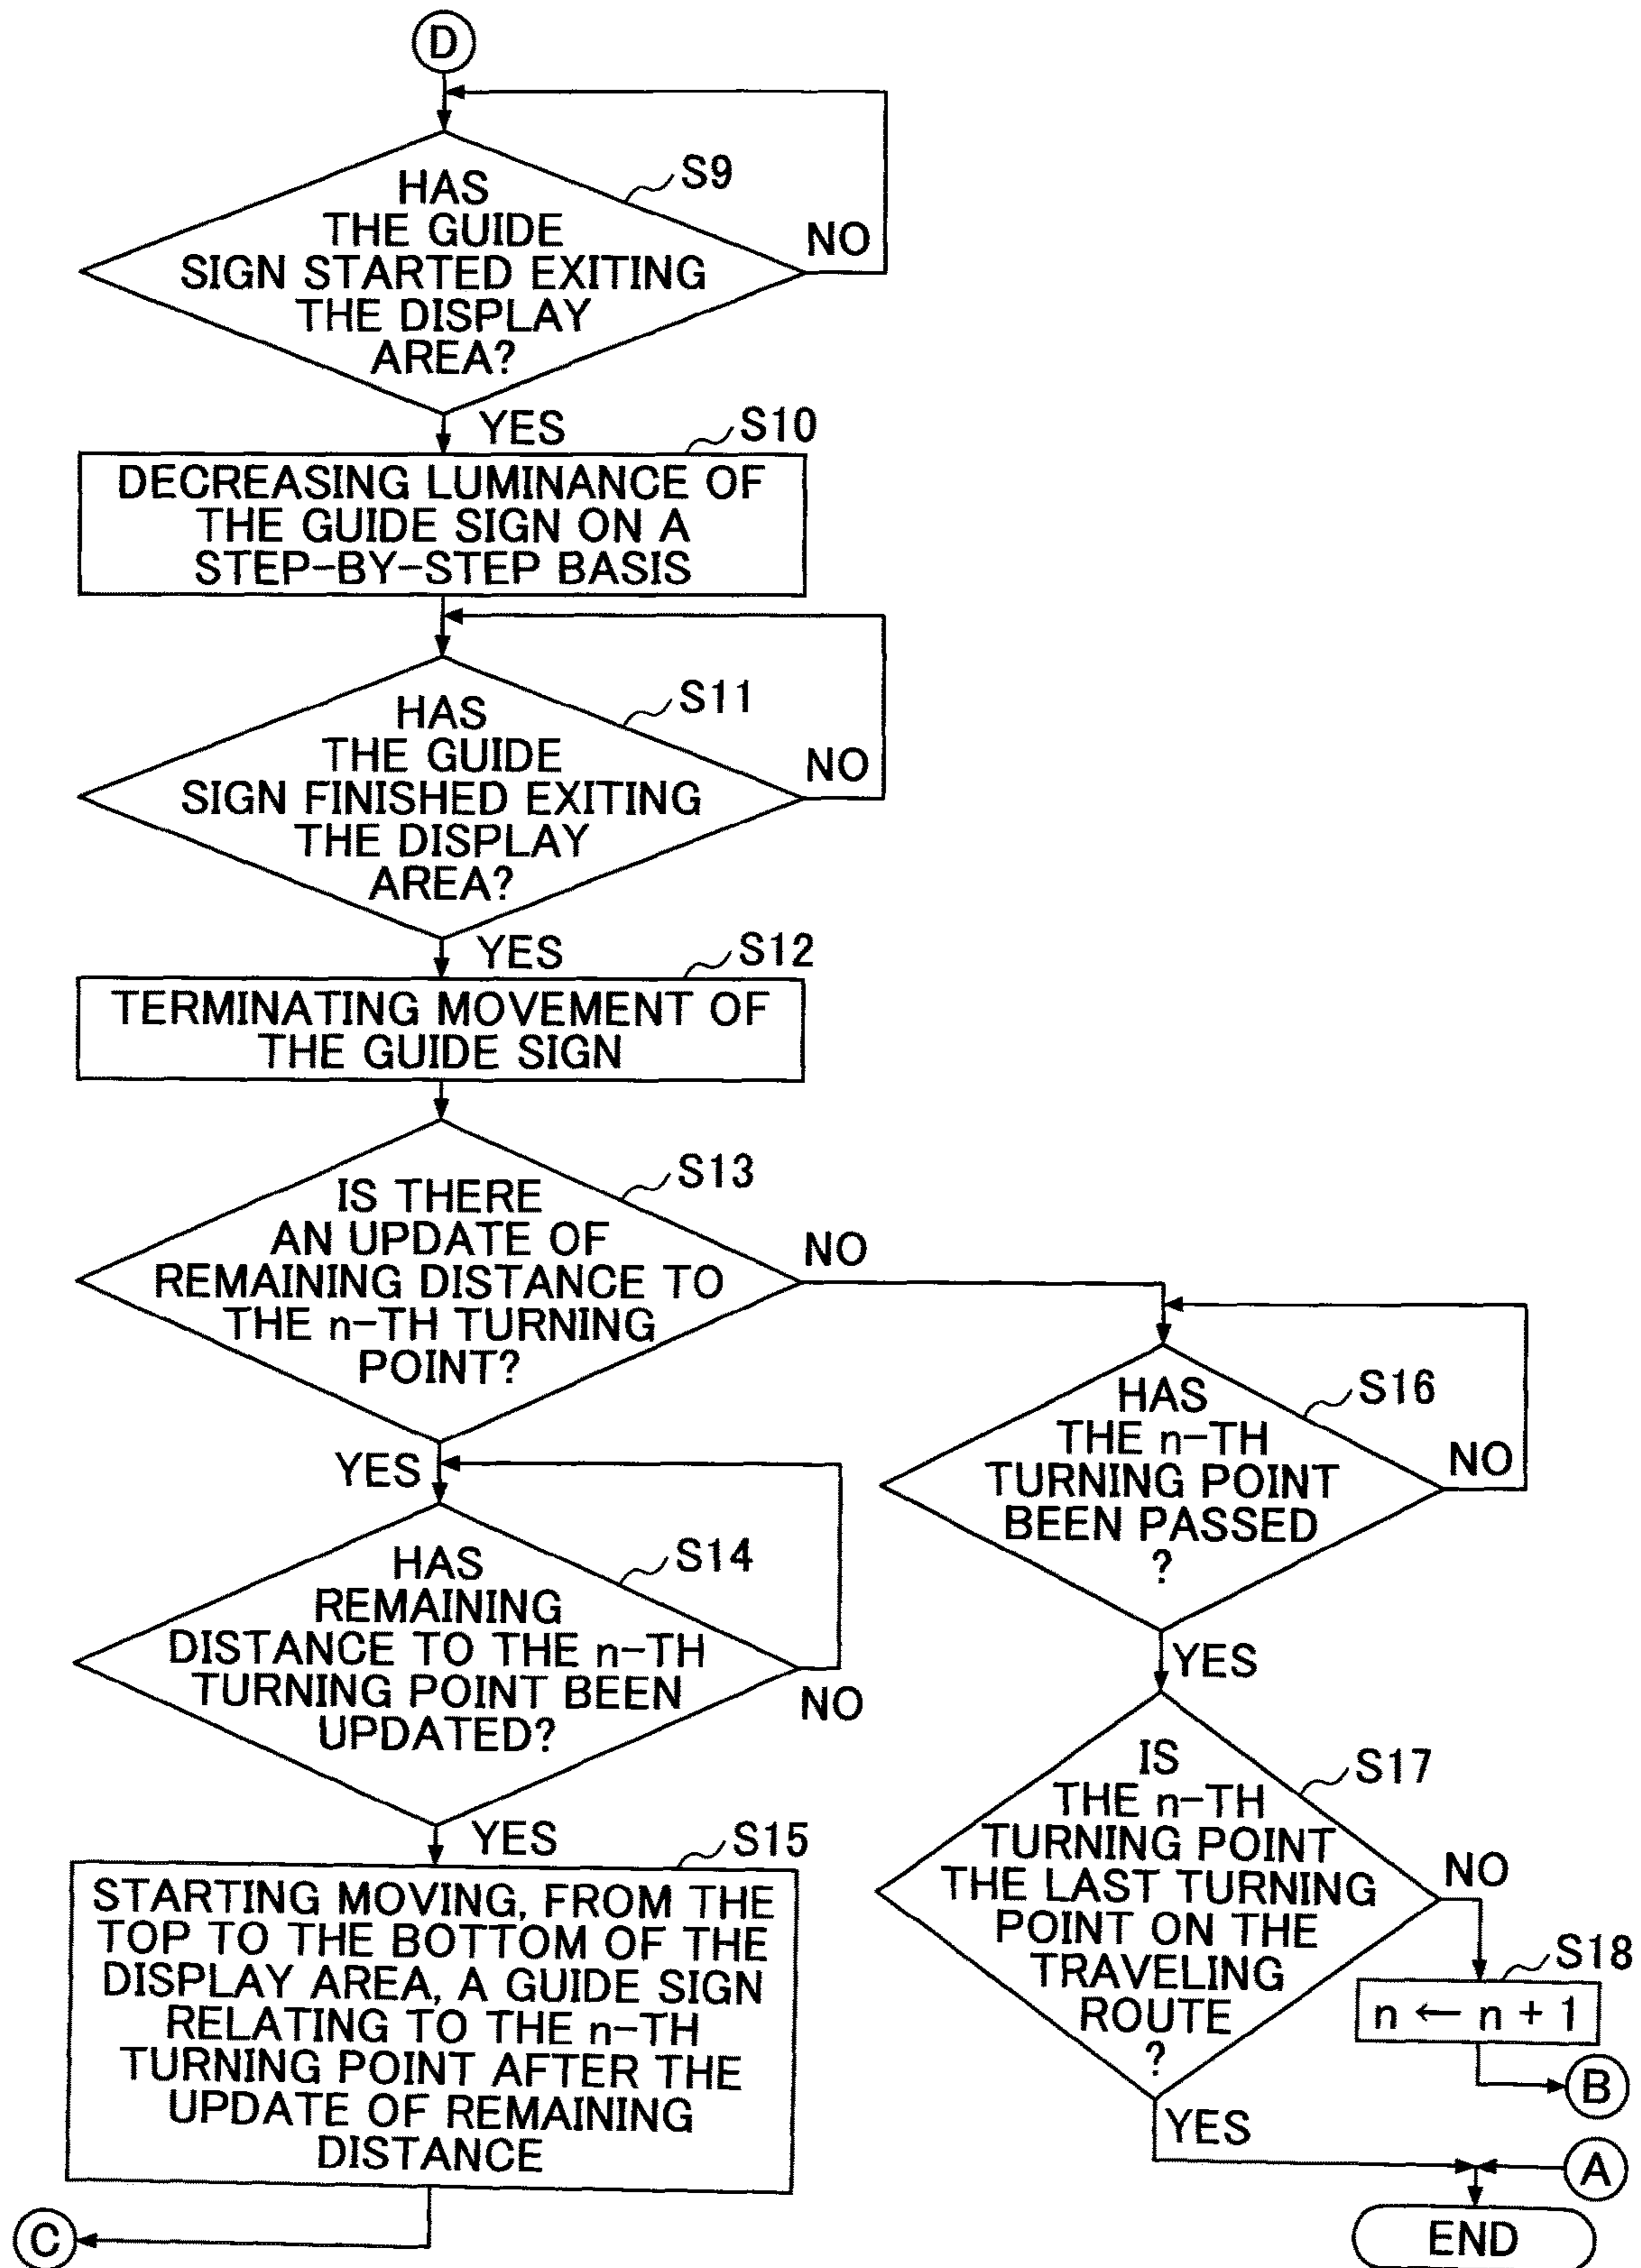 D
S9
HAS
THE GUIDE
SIGN STARTED EXITING
THE DISPLAY
AREA?
NO
YES
S10
DECREASING LUMINANCE OF
THE GUIDE SIGN ON A
STEP-BY-STEP BASIS
S11
HAS
THE GUIDE
SIGN FINISHED EXITING
THE DISPLAY
AREA?
NO
YES
S12
TERMINATING MOVEMENT OF
THE GUIDE SIGN
S13
IS THERE
AN UPDATE OF
REMAINING DISTANCE TO
THE n-TH TURNING
POINT?
NO
YES
S14
HAS
REMAINING
DISTANCE TO THE n-TH
TURNING POINT BEEN
UPDATED?
NO
YES
S15
STARTING MOVING, FROM THE
TOP TO THE BOTTOM OF THE
DISPLAY AREA, A GUIDE SIGN
RELATING TO THE n-TH
TURNING POINT AFTER THE
UPDATE OF REMAINING
DISTANCE
C
S16
HAS
THE n-TH
TURNING POINT
BEEN PASSED
?
NO
YES
S17
IS
THE n-TH
TURNING POINT
THE LAST TURNING
POINT ON THE
TRAVELING
ROUTE
?
NO
S18
n ← n + 1
B
YES
A
END